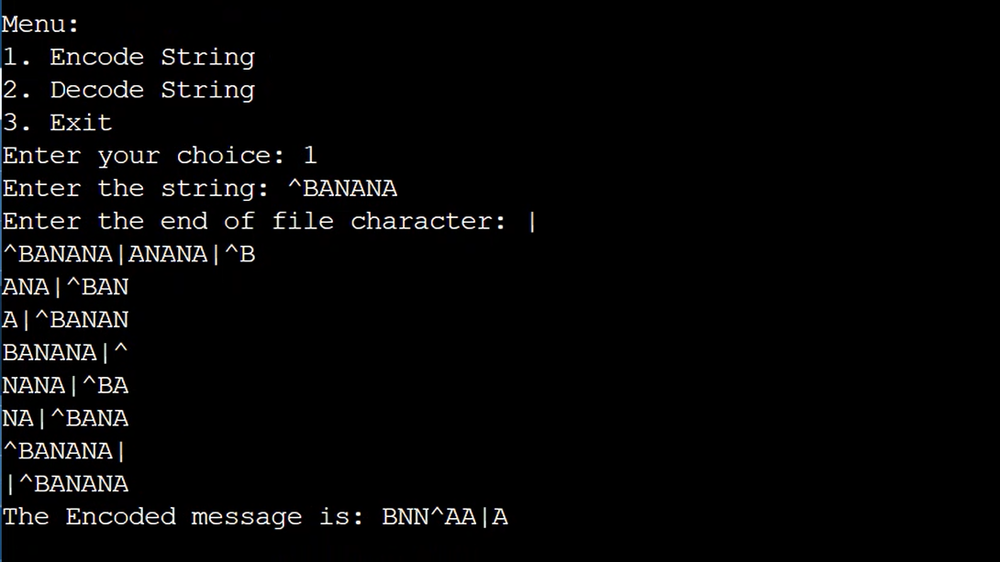 Menu:
1. Encode String
2. Decode String
3. Exit
Enter your choice: 1
Enter the string: ^BANANA
Enter the end of file character: |
^BANANA|ANANA|^B
ANA|^BAN
A|^BANAN
BANANA|^
NANA|^BA
NA|^BANA
^BANANA|
|^BANANA
The Encoded message is: BNN^AA|A